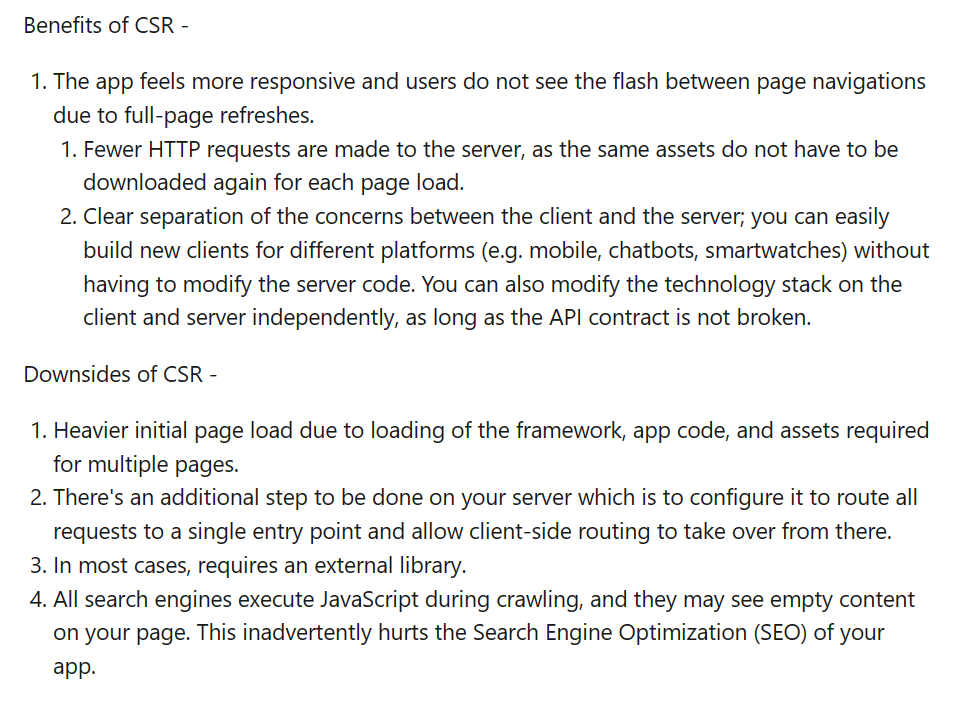 Benefits of CSR -
1. The app feels more responsive and users do not see the flash between page navigations
due to full-page refreshes.
1. Fewer HTTP requests are made to the server, as the same assets do not have to be
downloaded again for each page load.
2. Clear separation of the concerns between the client and the server; you can easily
build new clients for different platforms (e.g. mobile, chatbots, smartwatches) without
having to modify the server code. You can also modify the technology stack on the
client and server independently, as long as the API contract is not broken.
Downsides of CSR -
1. Heavier initial page load due to loading of the framework, app code, and assets required
for multiple pages.
2. There's an additional step to be done on your server which is to configure it to route all
requests to a single entry point and allow client-side routing to take over from there.
3. In most cases, requires an external library.
4. All search engines execute JavaScript during crawling, and they may see empty content
on your page. This inadvertently hurts the Search Engine Optimization (SEO) of your
app.